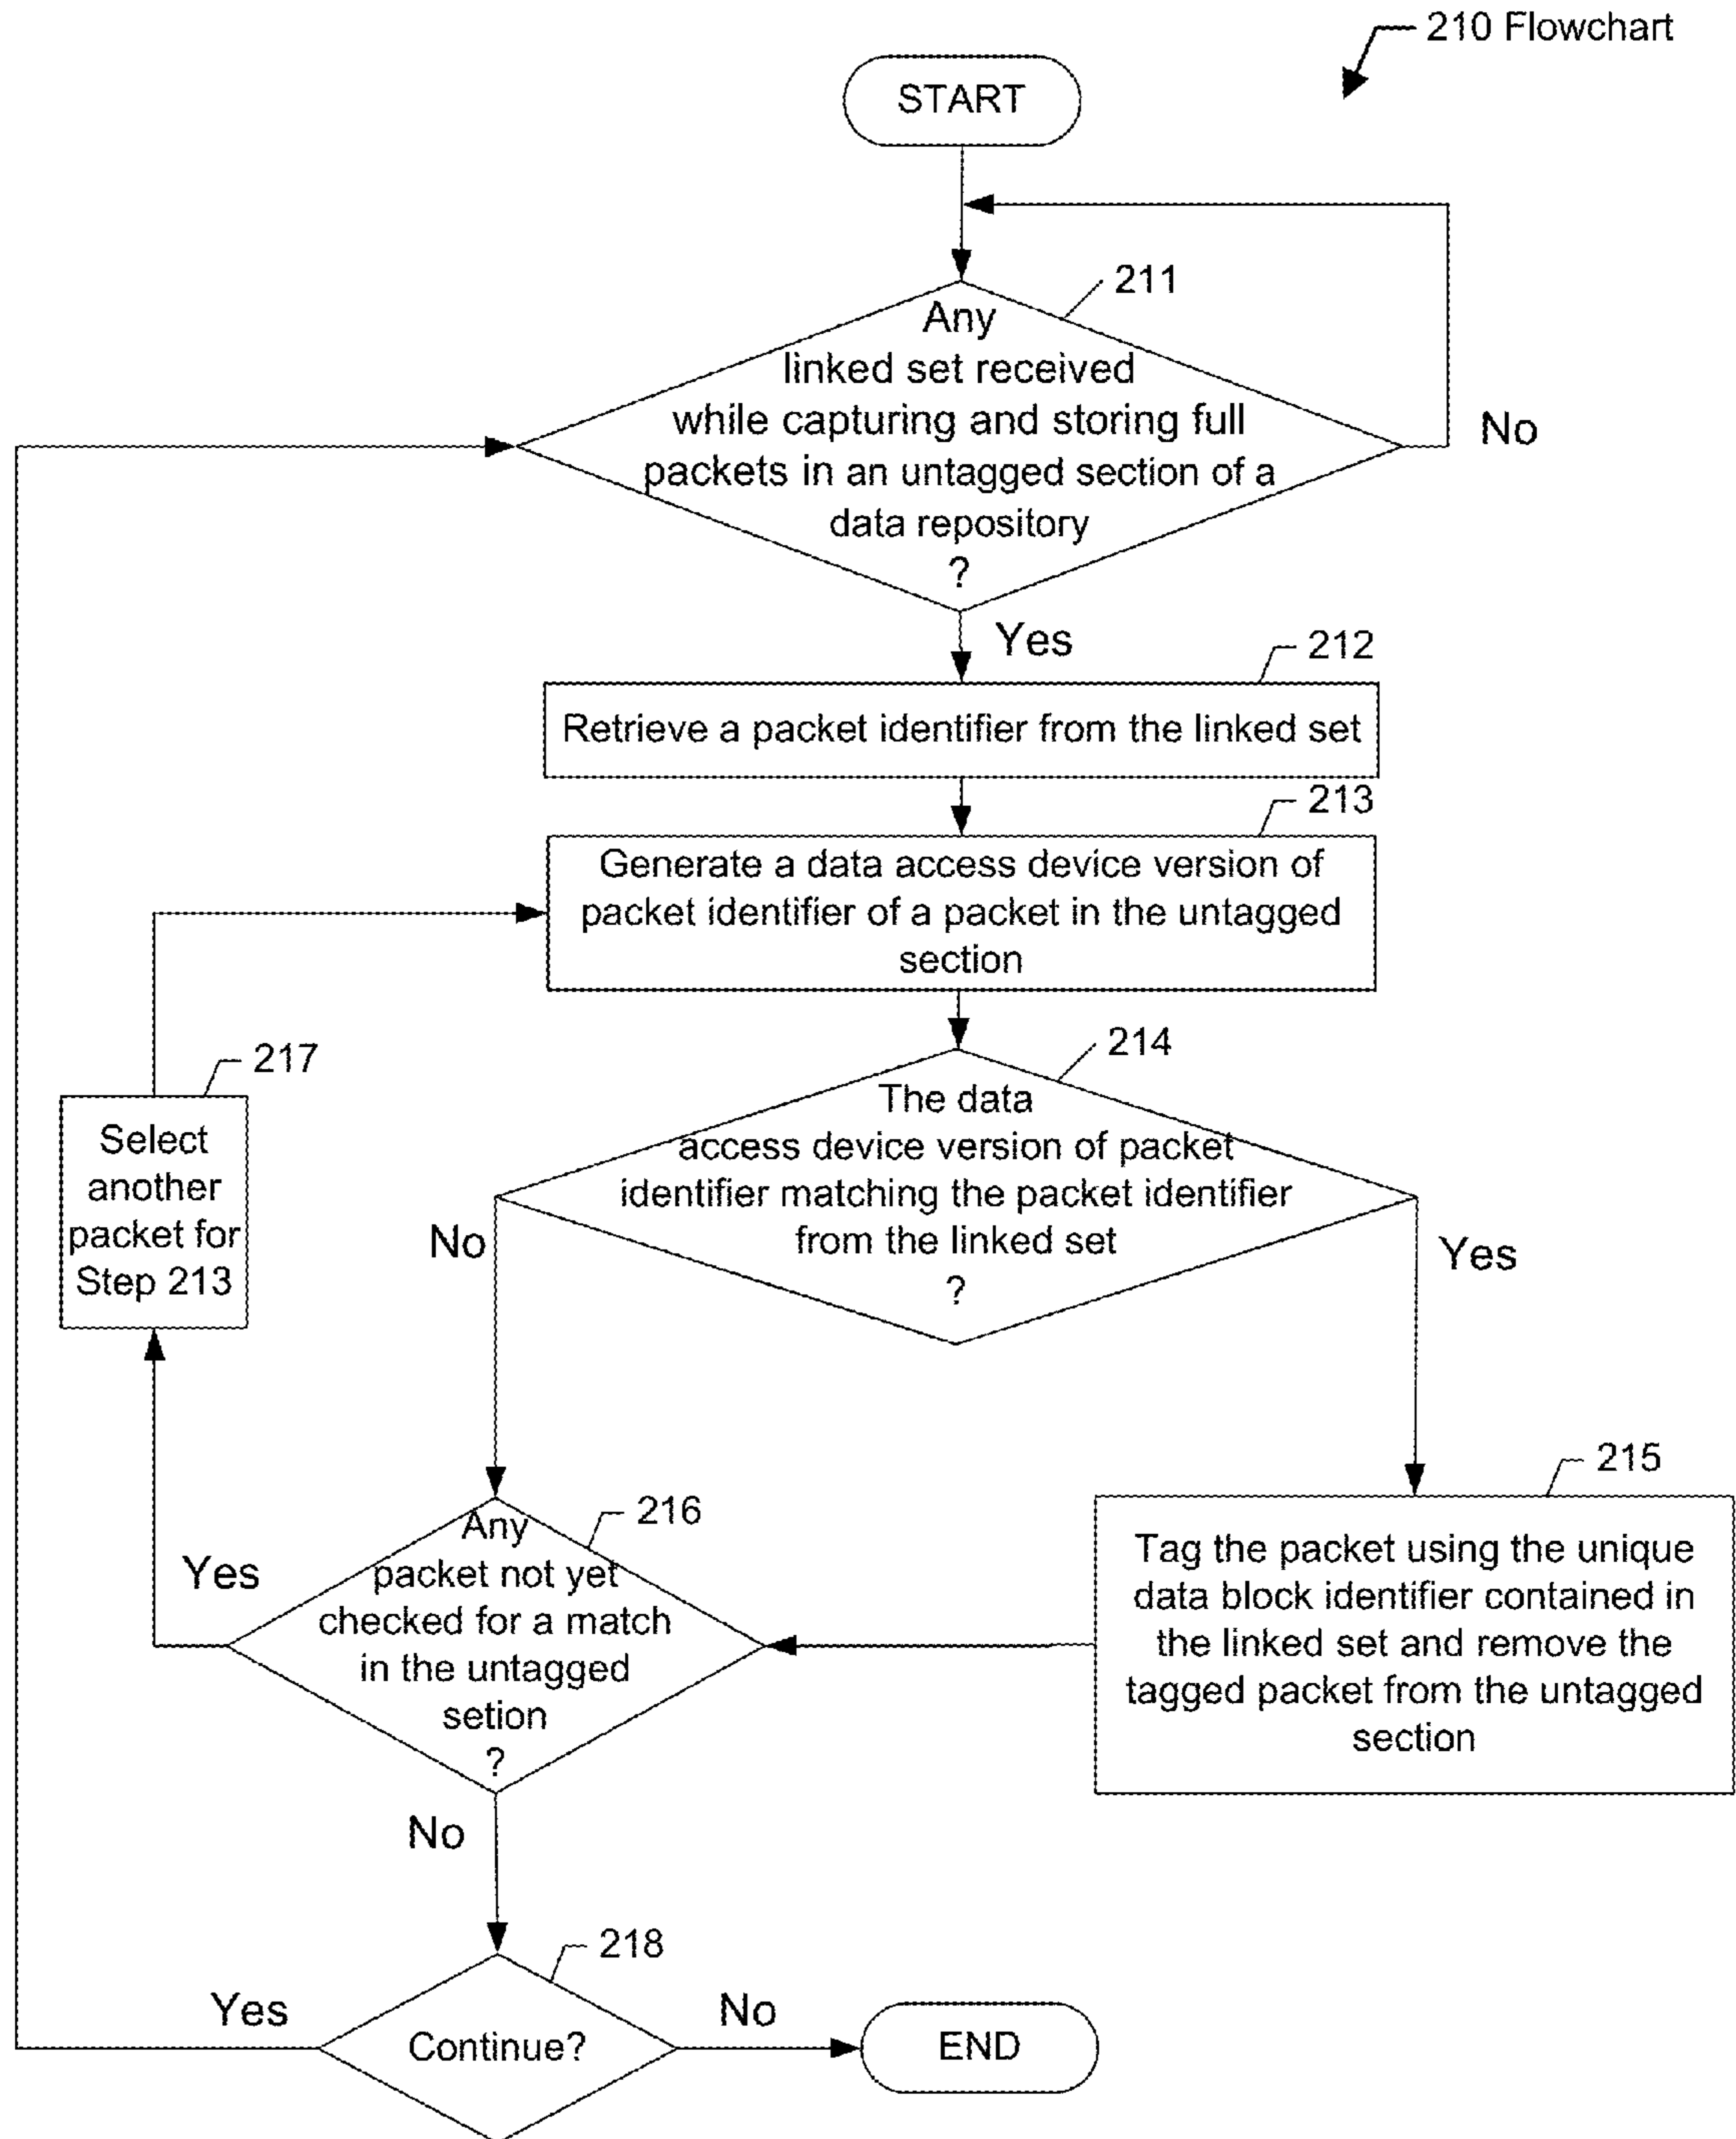 210 Flowchart
START
211
Any
linked set received
while capturing and storing full
packets in an untagged section of a
data repository
?
No
Yes
212
Retrieve a packet identifier from the linked set
213
Generate a data access device version of
packet identifier of a packet in the untagged
section
217
Select
another
packet for
Step 213
214
The data
access device version of packet
identifier matching the packet identifier
from the linked set
?
No
Yes
216
Any
packet not yet
checked for a match
in the untagged
setion
?
Yes
No
215
Tag the packet using the unique
data block identifier contained in
the linked set and remove the
tagged packet from the untagged
section
218
Continue?
Yes
No
END